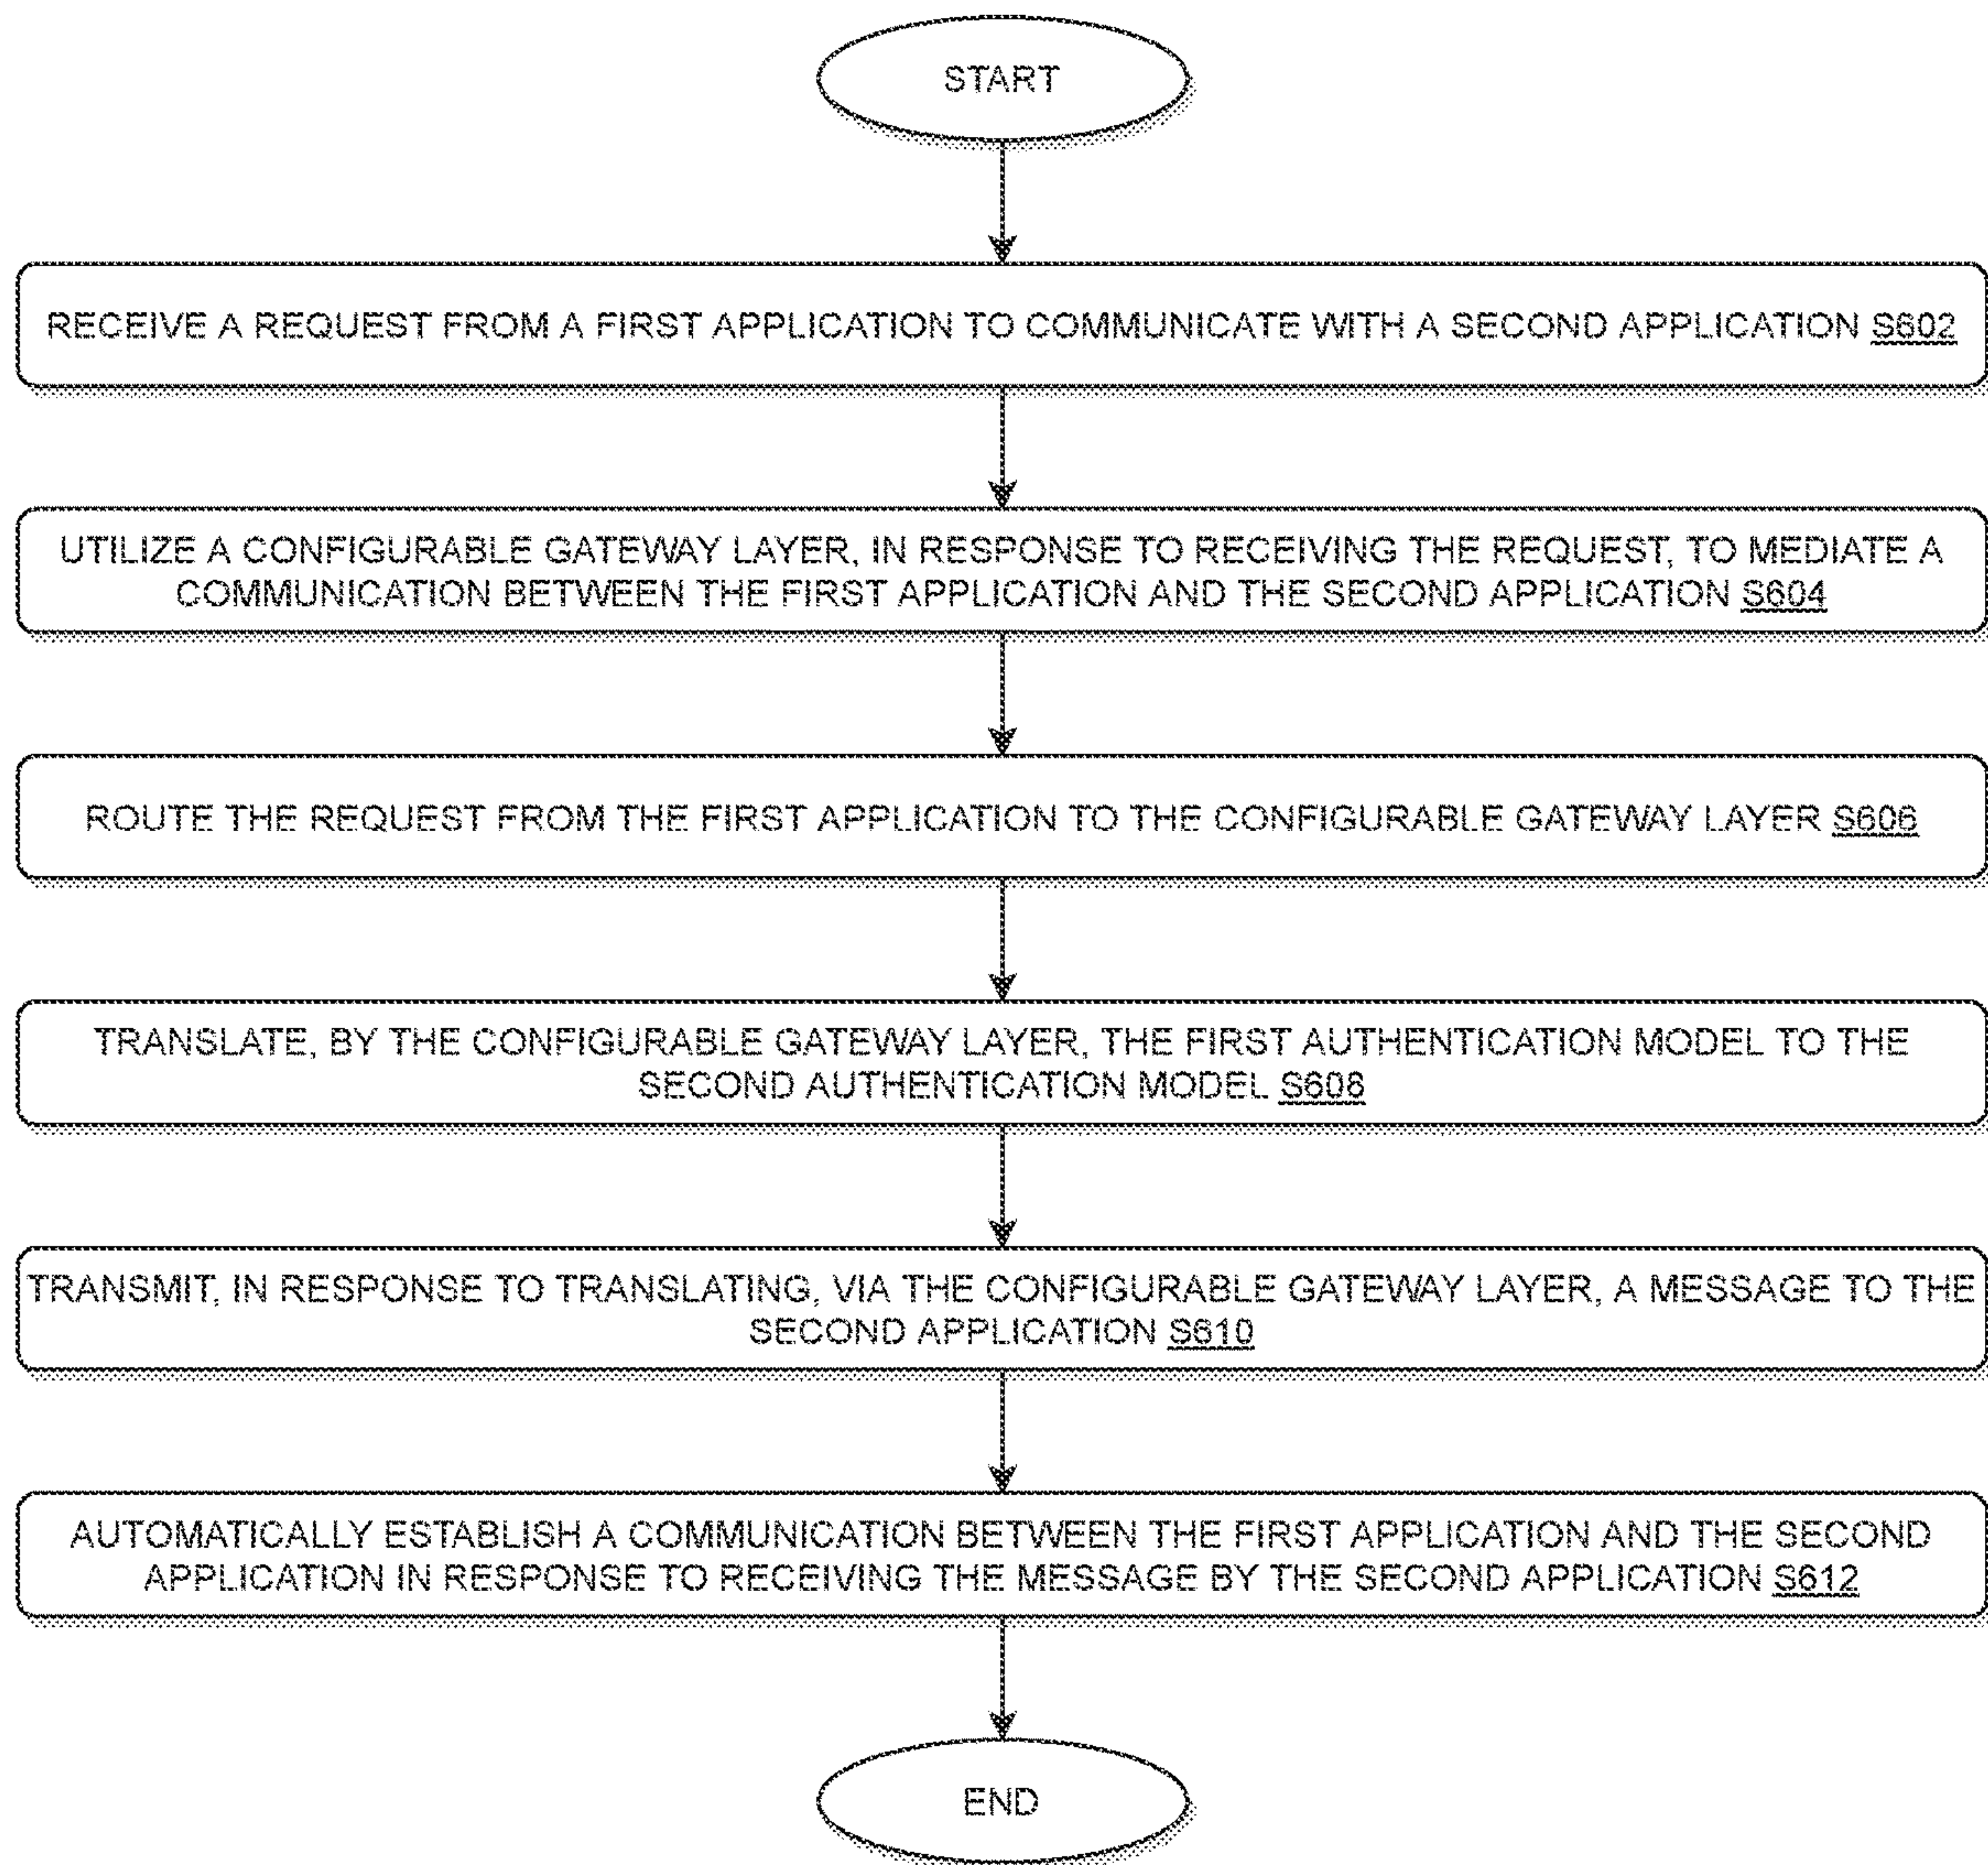 START
RECEIVE A REQUEST FROM A FIRST APPLICATION TO COMMUNICATE WITH A SECOND APPLICATION S602
UTILIZE A CONFIGURABLE GATEWAY LAYER, IN RESPONSE TO RECEIVING THE REQUEST, TO MEDIATE A
COMMUNICATION BETWEEN THE FIRST APPLICATION AND THE SECOND APPLICATION S604
ROUTE THE REQUEST FROM THE FIRST APPLICATION TO THE CONFIGURABLE GATEWAY LAYER S606
TRANSLATE, BY THE CONFIGURABLE GATEWAY LAYER, THE FIRST AUTHENTICATION MODEL TO THE
SECOND AUTHENTICATION MODEL S608
TRANSMIT, IN RESPONSE TO TRANSLATING, VIA THE CONFIGURABLE GATEWAY LAYER, A MESSAGE TO THE
SECOND APPLICATION S610
AUTOMATICALLY ESTABLISH A COMMUNICATION BETWEEN THE FIRST APPLICATION AND THE SECOND
APPLICATION IN RESPONSE TO RECEIVING THE MESSAGE BY THE SECOND APPLICATION S612
END